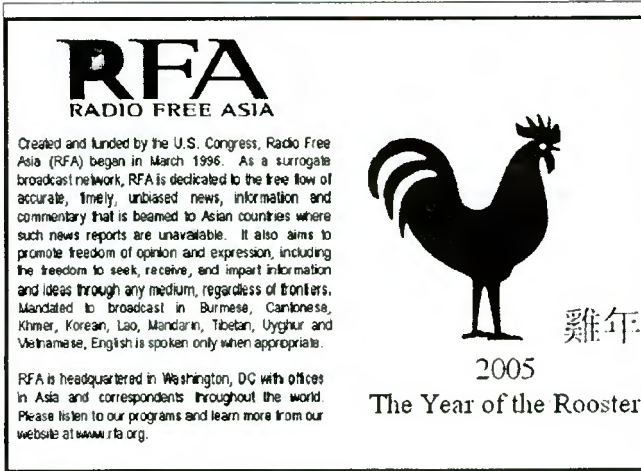 RFA
RADIO FREE ASIA
Created and funded by the U.S. Congress, Radio Free
Asia (RFA) began in March 1996. As a surrogate
broadcast network, RFA is dedicated to the free flow of
accurate, timely, unbiased news, information and
commentary that is beamed to Asian countries where
such news reports are unavailable. It also aims to
promote freedom of opinion and expression, including
the freedom to seek, receive, and impart information
and ideas through any medium, regardless of frontiers.
Mandated to broadcast in Burmese, Cantonese,
Khmer, Korean, Lao, Mandarin, Tibetan, Uyghur and
Vietnamese, English is spoken only when appropriate.
RFA is headquartered in Washington, DC with offices
in Asia and correspondents throughout the world.
Please listen to our programs and learn more from our
website at www.rfa.org.
雞年
2005
The Year of the Rooster